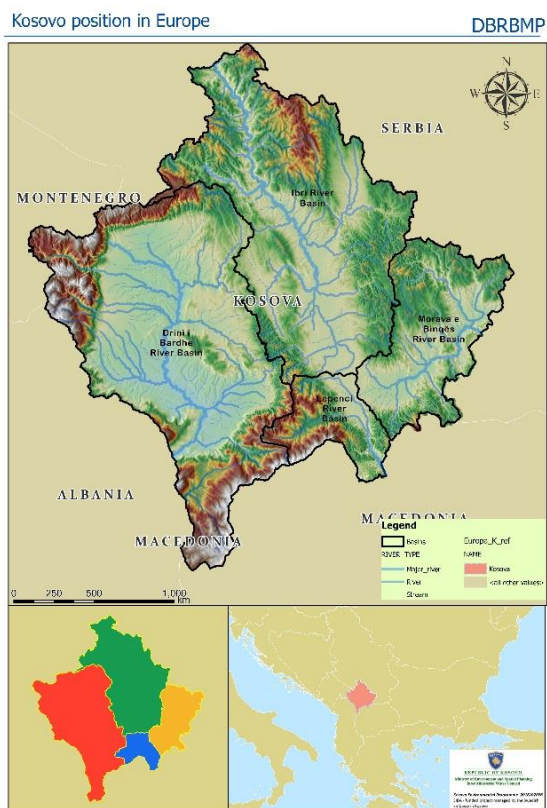 Kosovo position in Europe
DBRBMP
N
W
E
S
SERBIA
MONTENEGRO
Ibri River
Basin
KOSOVA
Drini i
Bardhe
River Basin
Morava e
Binçës
River Basin
Lepenci
River
Basin
ALBANIA
MACEDONIA
MACEDONIA
Legend
Basins
Europe_K_ref
RIVER TYPE
NAME
Major_river
Kosova
River
<all other values>
Stream
0 250 500 1,000
km
REPUBLIC OF KOSOVO